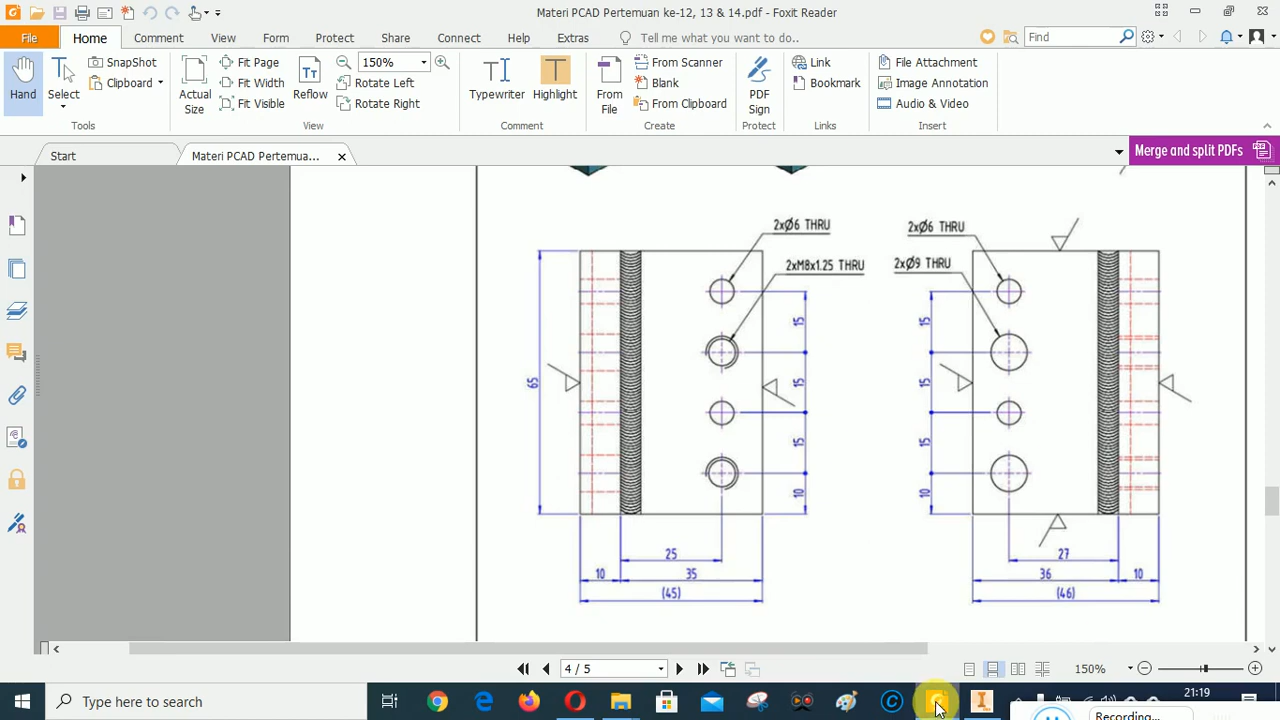 Materi PCAD Pertemuan ke-12, 13 & 14.pdf - Foxit Reader
File Home Comment View Form Protect Share Connect Help Extras Tell me what you want to do.. Find
Hand
Select
SnapShot
Clipboard
Actual Size
Fit Page
Fit Width
Fit Visible
Reflow
150%
Rotate Left
Rotate Right
Typewriter
Highlight
From File
From Scanner
Blank
From Clipboard
PDF Sign
Link
Bookmark
File Attachment
Image Annotation
Audio & Video
Tools View Comment Create Protect Links Insert
Start Materi PCAD Pertemua... Merge and split PDFs
2xØ6 THRU
2xM8x1.25 THRU
65
15
15
15
10
25
10 35
(45)
2xØ6 THRU
2xØ9 THRU
15
15
15
10
27
36 10
(46)
4 / 5 150%
Type here to search
21:19
Recording...